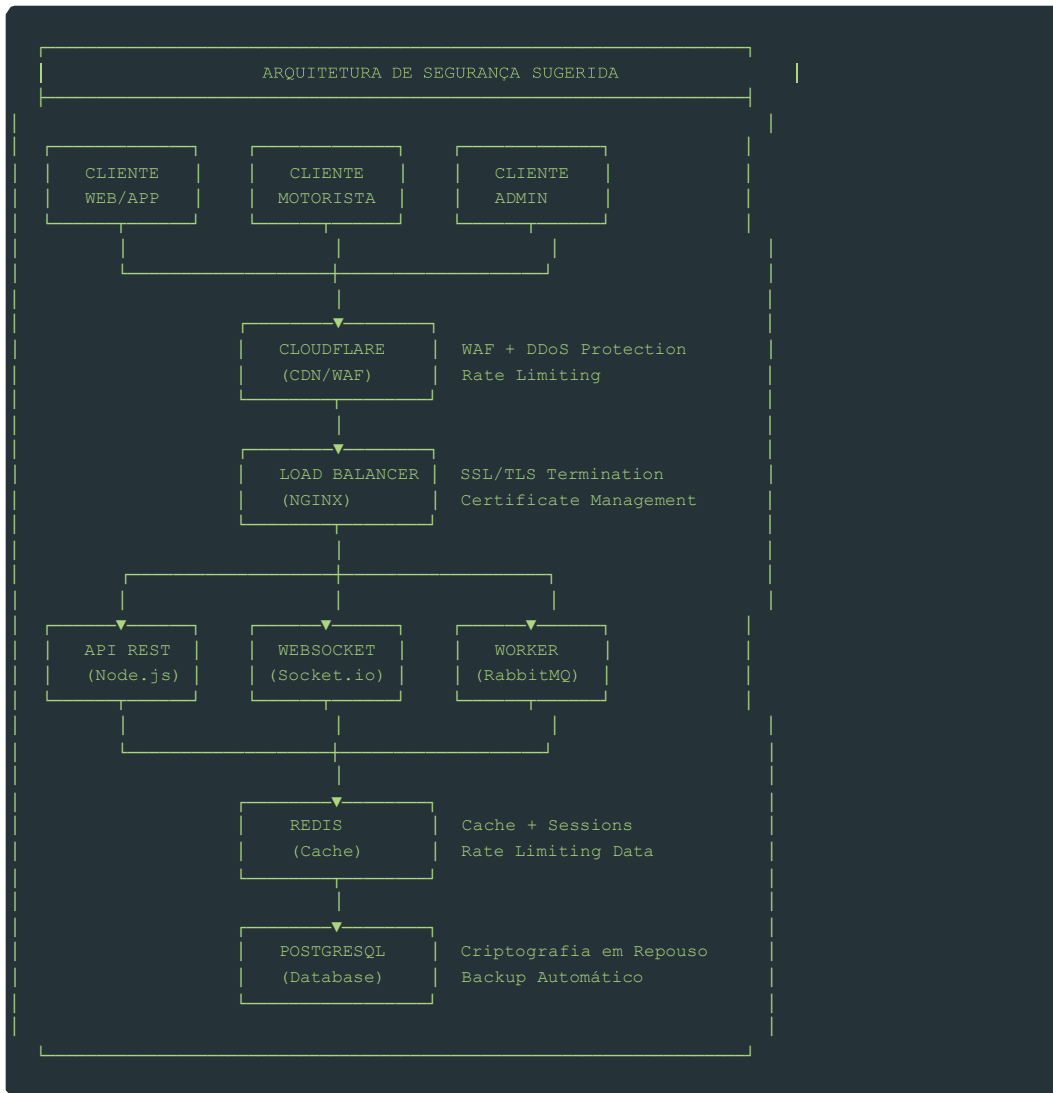 ARQUITETURA DE SEGURANÇA SUGERIDA
CLIENTE CLIENTE CLIENTE
WEB/APP MOTORISTA ADMIN
CLOUDFLARE WAF + DDoS Protection
(CDN/WAF) Rate Limiting
LOAD BALANCER SSL/TLS Termination
(NGINX) Certificate Management
API REST WEBSOCKET WORKER
(Node.js) (Socket.io) (RabbitMQ)
REDIS Cache + Sessions
(Cache) Rate Limiting Data
POSTGRESQL Criptografia em Repouso
(Database) Backup Automático